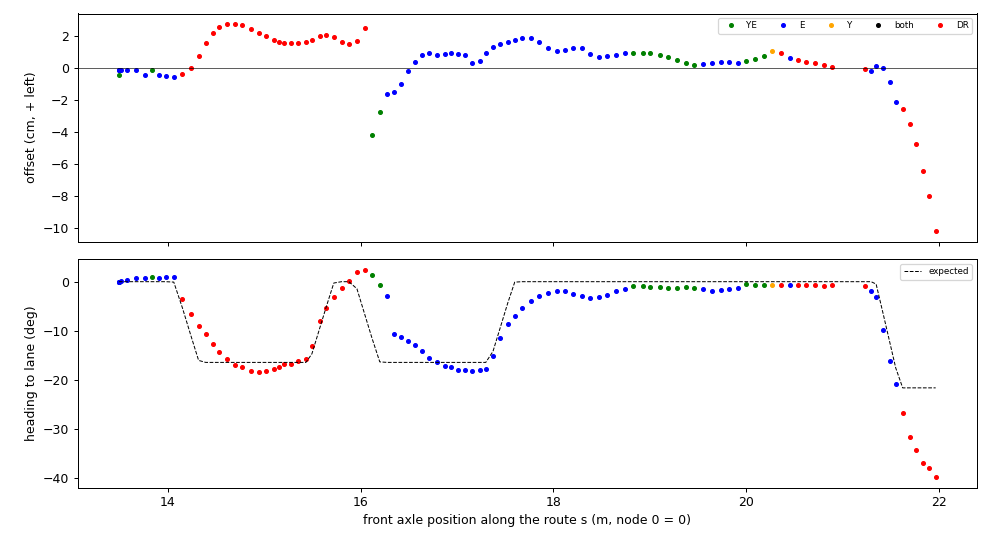 offset (cm, + left)
2
0
−2
−4
−6
−8
−10
YE
E
Y
both
DR
heading to lane (deg)
0
−10
−20
−30
−40
expected
14
16
18
20
22
front axle position along the route s (m, node 0 = 0)